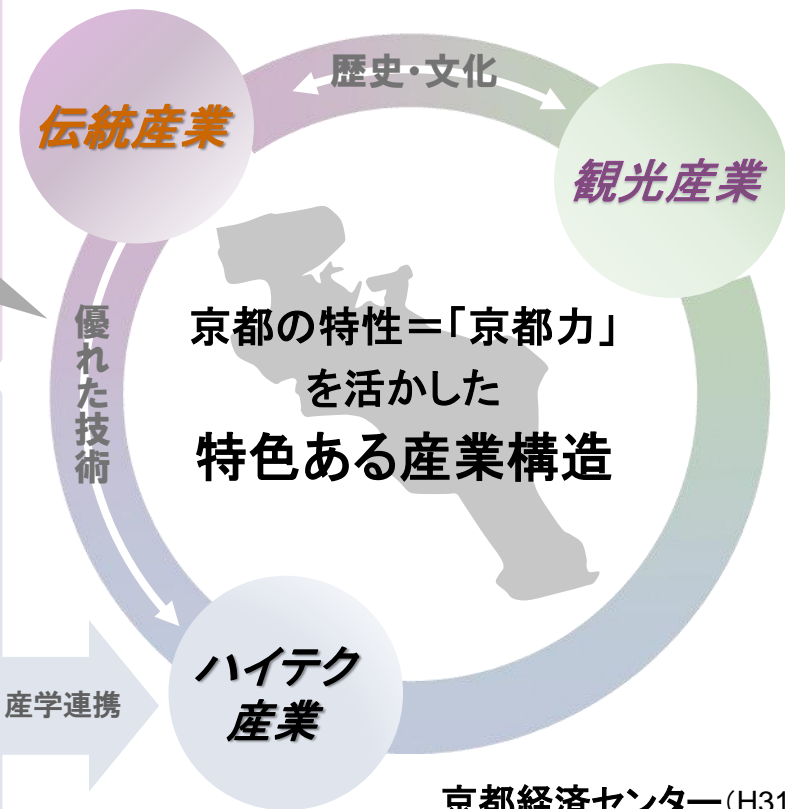 歴史・文化
伝統産業
観光産業
優れた技術
京都の特性＝「京都力」
を活かした
特色ある産業構造
ハイテク
産業
産学連携
京都経済センター（H31